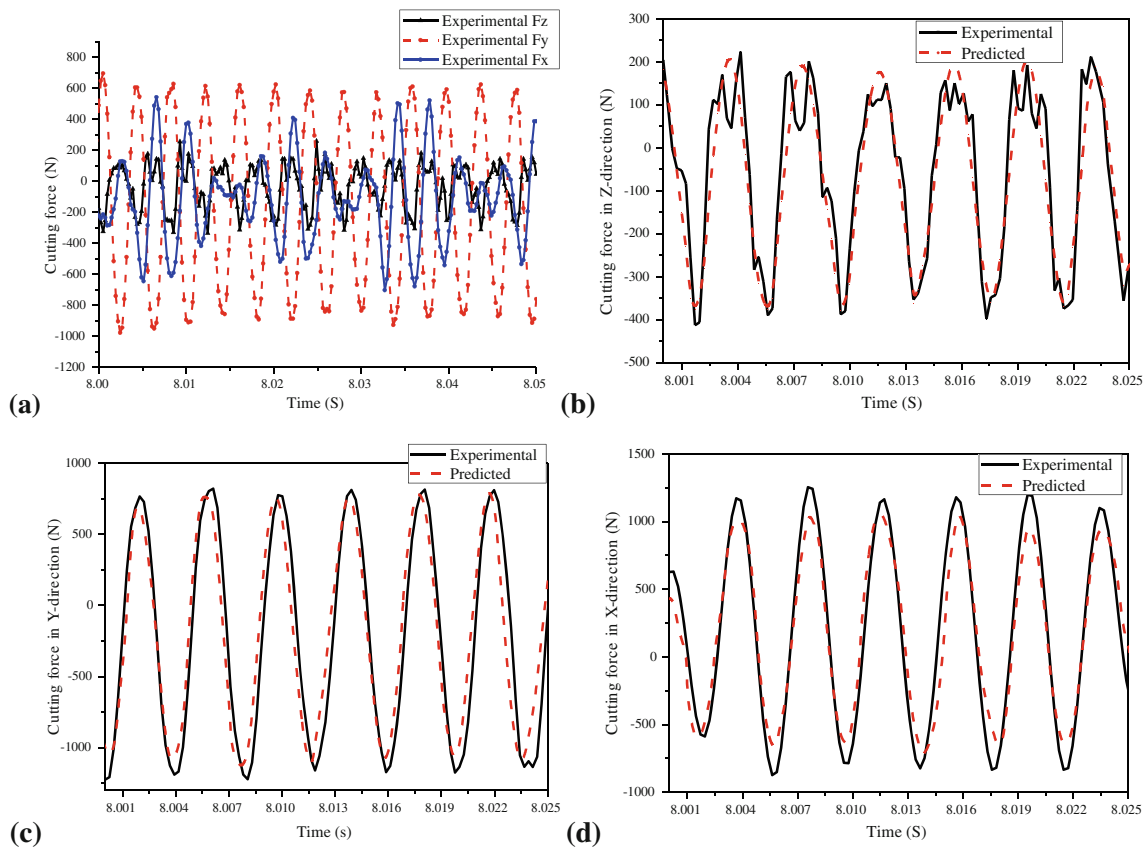 Experimental Fz
Experimental Fy
Experimental Fx
800
600
400
200
0
-200
-400
-600
-800
-1000
-1200
Cutting force (N)
8.00 8.01 8.02 8.03 8.04 8.05
Time (S)
(a)
Experimental
Predicted
300
200
100
0
-100
-200
-300
-400
-500
Cutting force in Z-direction (N)
8.001 8.004 8.007 8.010 8.013 8.016 8.019 8.022 8.025
Time (S)
(b)
Experimental
Predicted
1000
500
0
-500
-1000
Cutting force in Y-direction (N)
8.001 8.004 8.007 8.010 8.013 8.016 8.019 8.022 8.025
Time (s)
(c)
Experimental
Predicted
1500
1000
500
0
-500
-1000
Cutting force in X-direction (N)
8.001 8.004 8.007 8.010 8.013 8.016 8.019 8.022 8.025
Time (S)
(d)